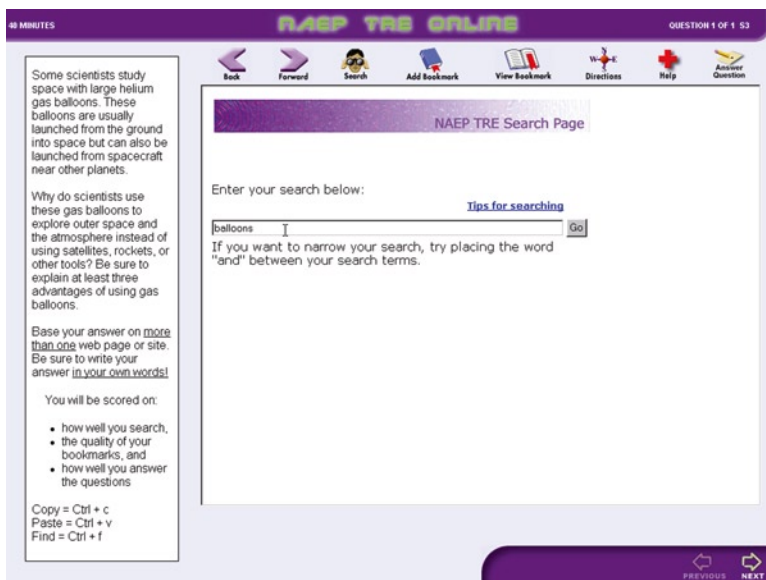 40 MINUTES
NAEP TRE ONLINE
QUESTION 1 OF 1 S3
Back
Forward
Search
Add Bookmark
View Bookmark
Directions
Help
Answer Question
W
N
E
S
Some scientists study
space with large helium
gas balloons. These
balloons are usually
launched from the ground
into space but can also be
launched from spacecraft
near other planets.
Why do scientists use
these gas balloons to
explore outer space and
the atmosphere instead of
using satellites, rockets, or
other tools? Be sure to
explain at least three
advantages of using gas
balloons.
Base your answer on more
than one web page or site.
Be sure to write your
answer in your own words!
You will be scored on:
• how well you search,
• the quality of your
bookmarks, and
• how well you answer
the questions
Copy = Ctrl + c
Paste = Ctrl + v
Find = Ctrl + f
NAEP TRE Search Page
Enter your search below:
Tips for searching
balloons
Go
If you want to narrow your search, try placing the word
"and" between your search terms.
PREVIOUS
NEXT